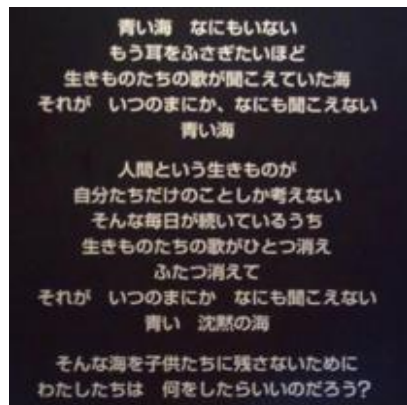 青い海　なにもいない
もう耳をふさぎたいほど
生きものたちの歌が聞こえていた海
それが　いつのまにか、なにも聞こえない
青い海
人間という生きものが
自分たちだけのことしか考えない
そんな毎日が続いているうち
生きものたちの歌がひとつ消え
ふたつ消えて
それが　いつのまにか　なにも聞こえない
青い　沈黙の海
そんな海を子供たちに残さないために
わたしたちは　何をしたらいいのだろう?